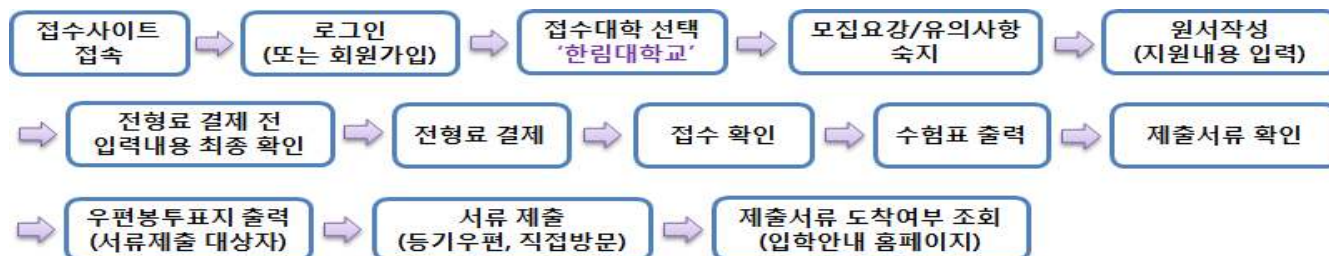 접수사이트
접속
로그인
(또는 회원가입)
접수대학 선택
‘한림대학교’
모집요강/유의사항
숙지
원서작성
(지원내용 입력)
전형료 결제 전
입력내용 최종 확인
전형료 결제
접수 확인
수험표 출력
제출서류 확인
우편봉투표지 출력
(서류제출 대상자)
서류 제출
(등기우편, 직접방문)
제출서류 도착여부 조회
(입학안내 홈페이지)